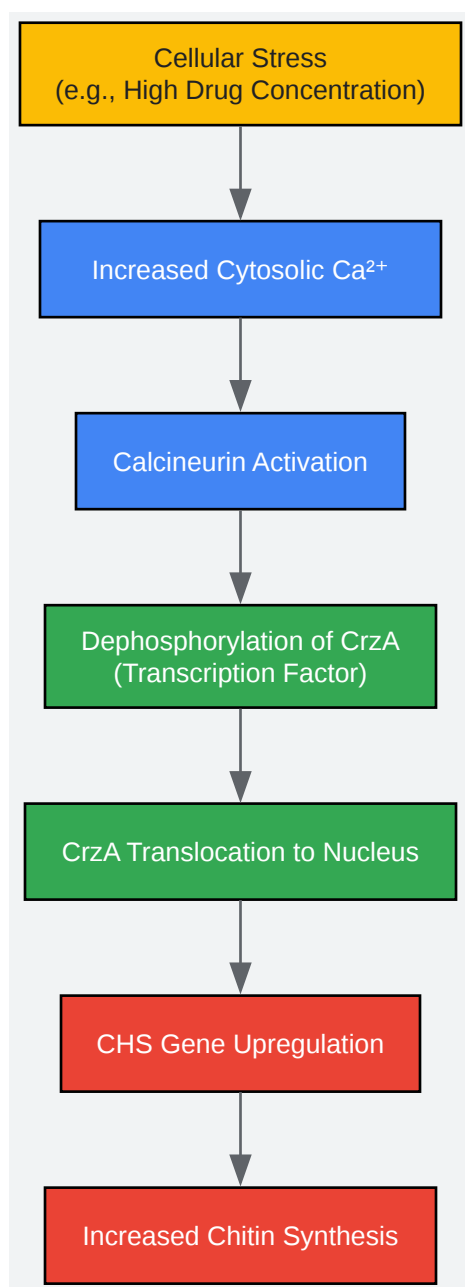 Cellular Stress
(e.g., High Drug Concentration)
Increased Cytosolic Ca²⁺
Calcineurin Activation
Dephosphorylation of CrzA
(Transcription Factor)
CrzA Translocation to Nucleus
CHS Gene Upregulation
Increased Chitin Synthesis